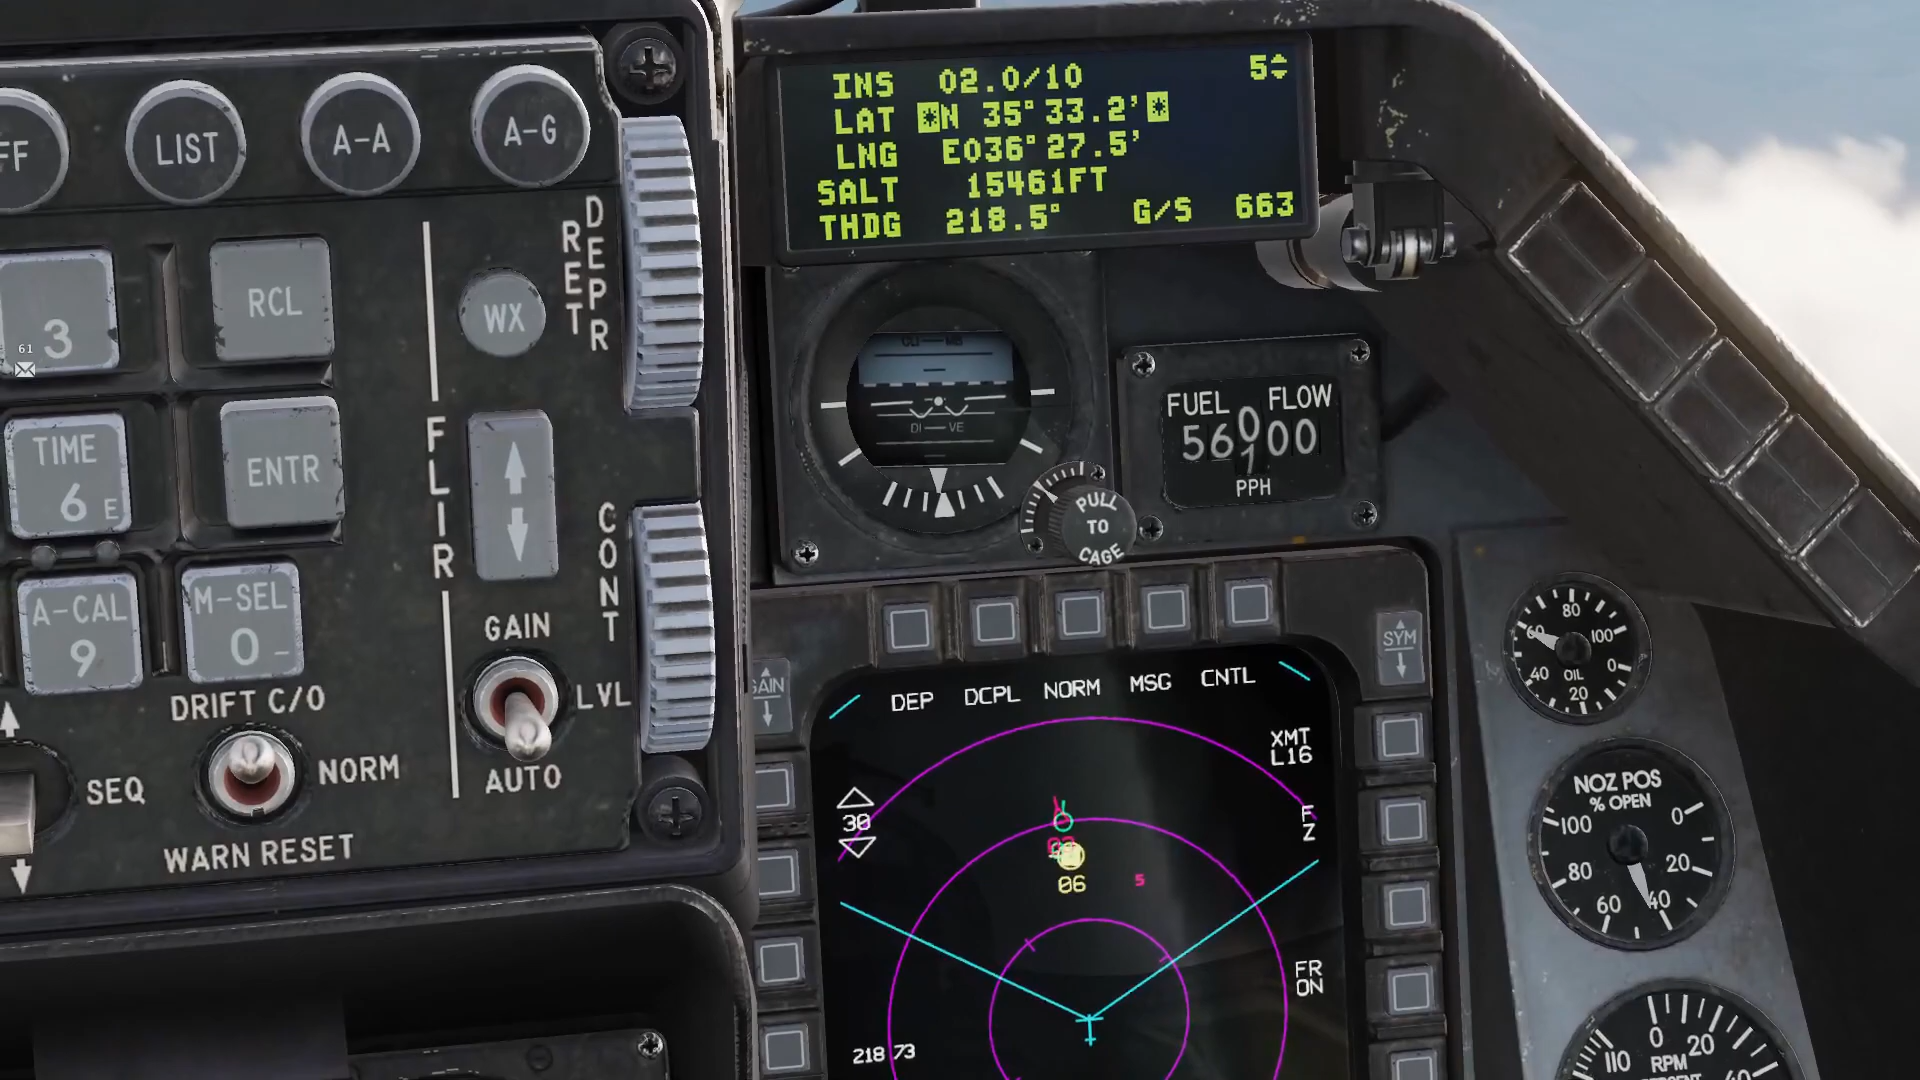 INS 02.0/10 5
LAT *N 35°33.2'*
LNG E036°27.5'
SALT 15461FT
THDG 218.5° G/S 663
LIST
A-A
A-G
RET
DEPR
3
RCL
WX
61
TIME
6 E
ENTR
FLIR
CONT
A-CAL
9
M-SEL
0 -
GAIN
LVL
AUTO
DRIFT C/O
NORM
SEQ
WARN RESET
DI VE
PULL
TO
CAGE
FUEL FLOW
PPH
GAIN
SYM
DEP DCPL NORM MSG CNTL
XMT
L16
30
F
Z
06
5
FR
ON
218 73
80
60 100
40 OIL 0
20
NOZ POS
% OPEN
100 0
80 20
60 40
0
110 20
RPM